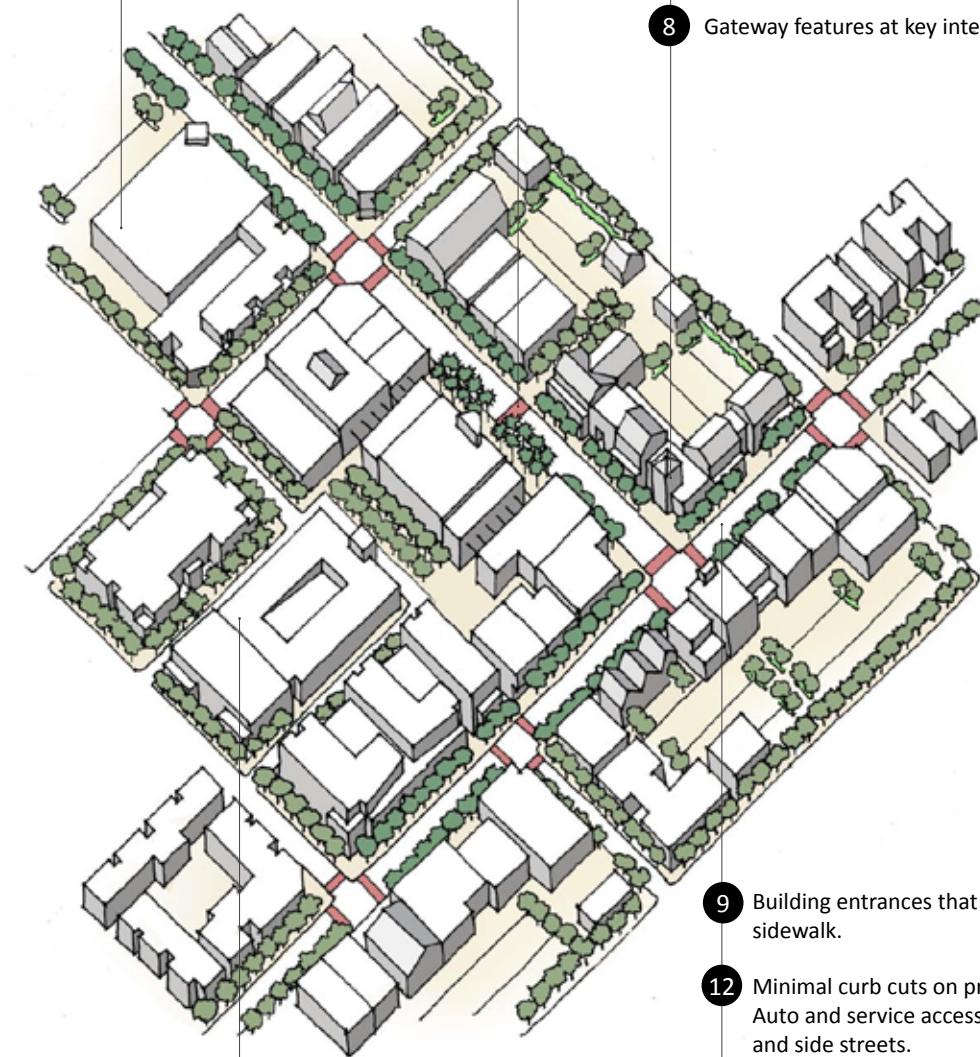 8 Gateway features at key inte
9 Building entrances that
sidewalk.
12 Minimal curb cuts on pr
Auto and service access
and side streets.